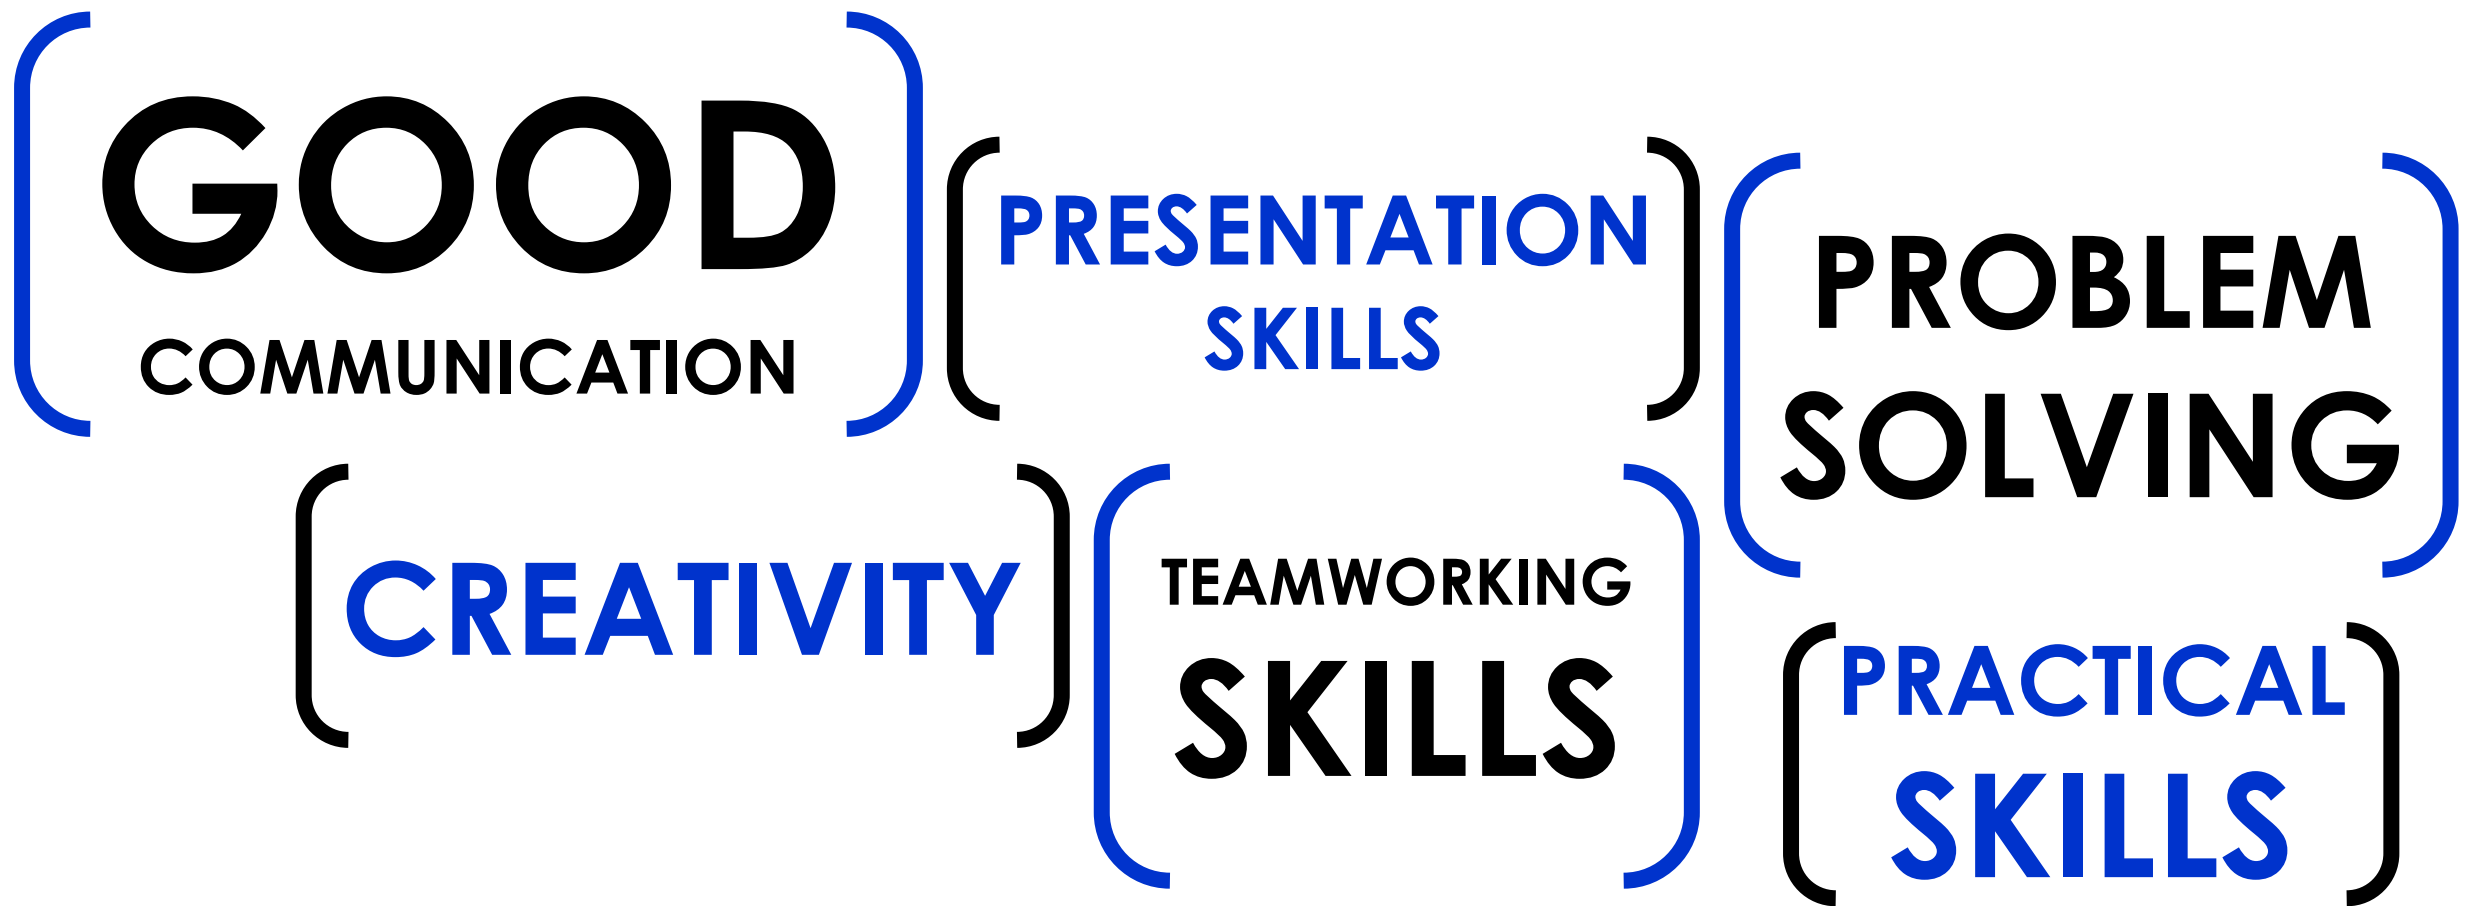 GOOD
COMMUNICATION
PRESENTATION
SKILLS
PROBLEM
SOLVING
CREATIVITY
TEAMWORKING
SKILLS
PRACTICAL
SKILLS